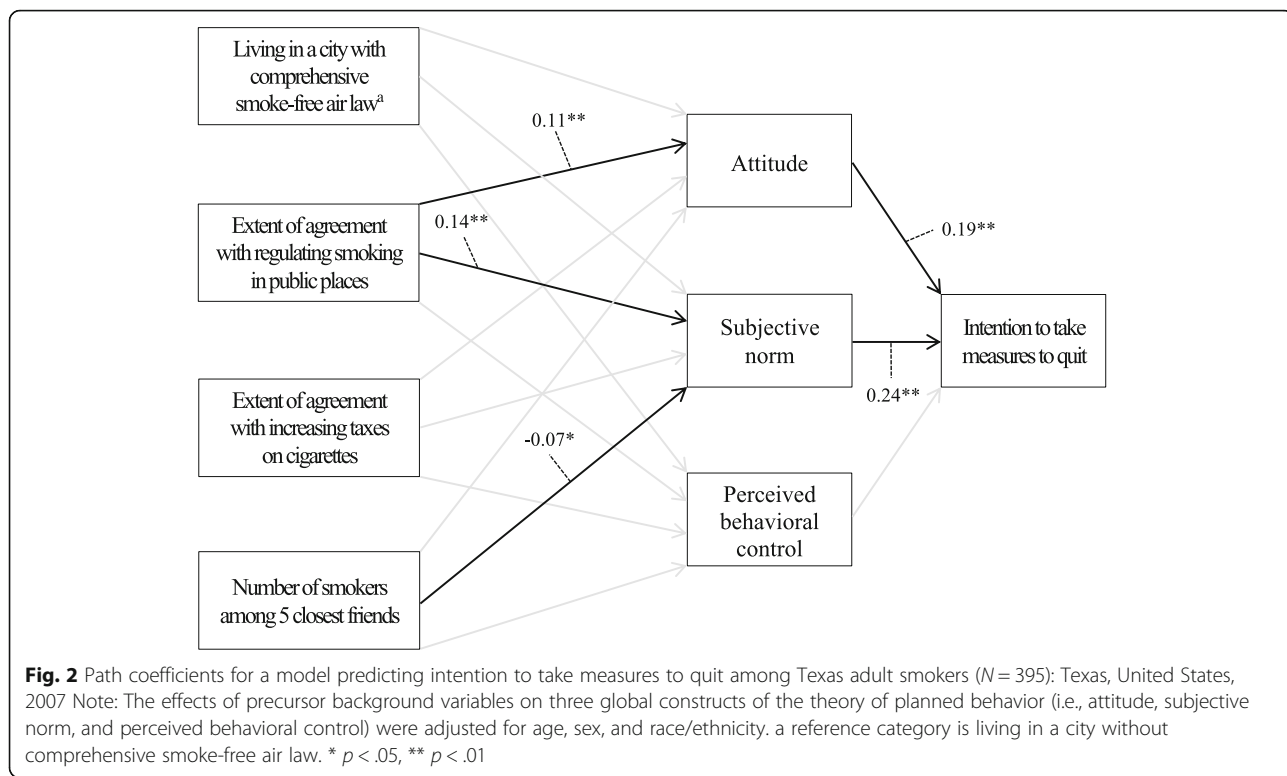 Living in a city with
comprehensive
smoke-free air lawᵃ
0.11**
Attitude
Extent of agreement
with regulating smoking
in public places
0.14**
0.19**
Subjective
norm
Intention to take
measures to quit
0.24**
Extent of agreement
with increasing taxes
on cigarettes
-0.07*
Perceived
behavioral
control
Number of smokers
among 5 closest friends
Fig. 2 Path coefficients for a model predicting intention to take measures to quit among Texas adult smokers (N = 395): Texas, United States,
2007 Note: The effects of precursor background variables on three global constructs of the theory of planned behavior (i.e., attitude, subjective
norm, and perceived behavioral control) were adjusted for age, sex, and race/ethnicity. a reference category is living in a city without
comprehensive smoke-free air law. * p < .05, ** p < .01